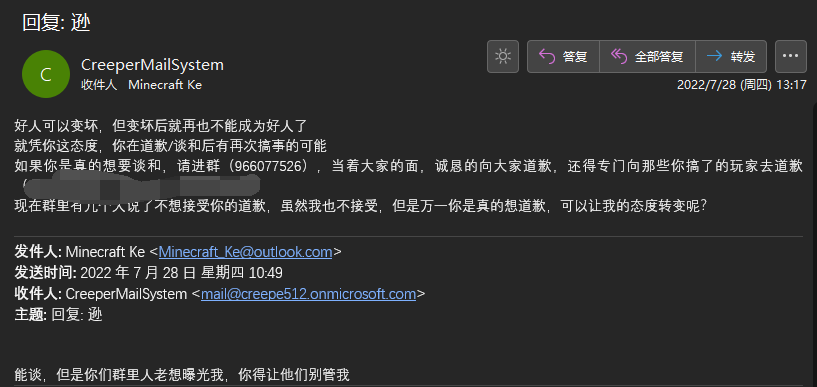 回复: 逊
C
CreeperMailSystem
收件人 Minecraft Ke
答复
全部答复
转发
2022/7/28 (周四) 13:17
好人可以变坏，但变坏后就再也不能成为好人了
就凭你这态度，你在道歉/谈和后有再次搞事的可能
如果你是真的想要谈和，请进群（966077526），当着大家的面，诚恳的向大家道歉，还得专门向那些你搞了的玩家去道歉
（
现在群里有几个人说了不想接受你的道歉，虽然我也不接受，但是万一你是真的想道歉，可以让我的态度转变呢？
发件人: Minecraft Ke <Minecraft_Ke@outlook.com>
发送时间: 2022 年 7 月 28 日 星期四 10:49
收件人: CreeperMailSystem <mail@creepe512.onmicrosoft.com>
主题: 回复: 逊
能谈，但是你们群里人老想曝光我，你得让他们别管我